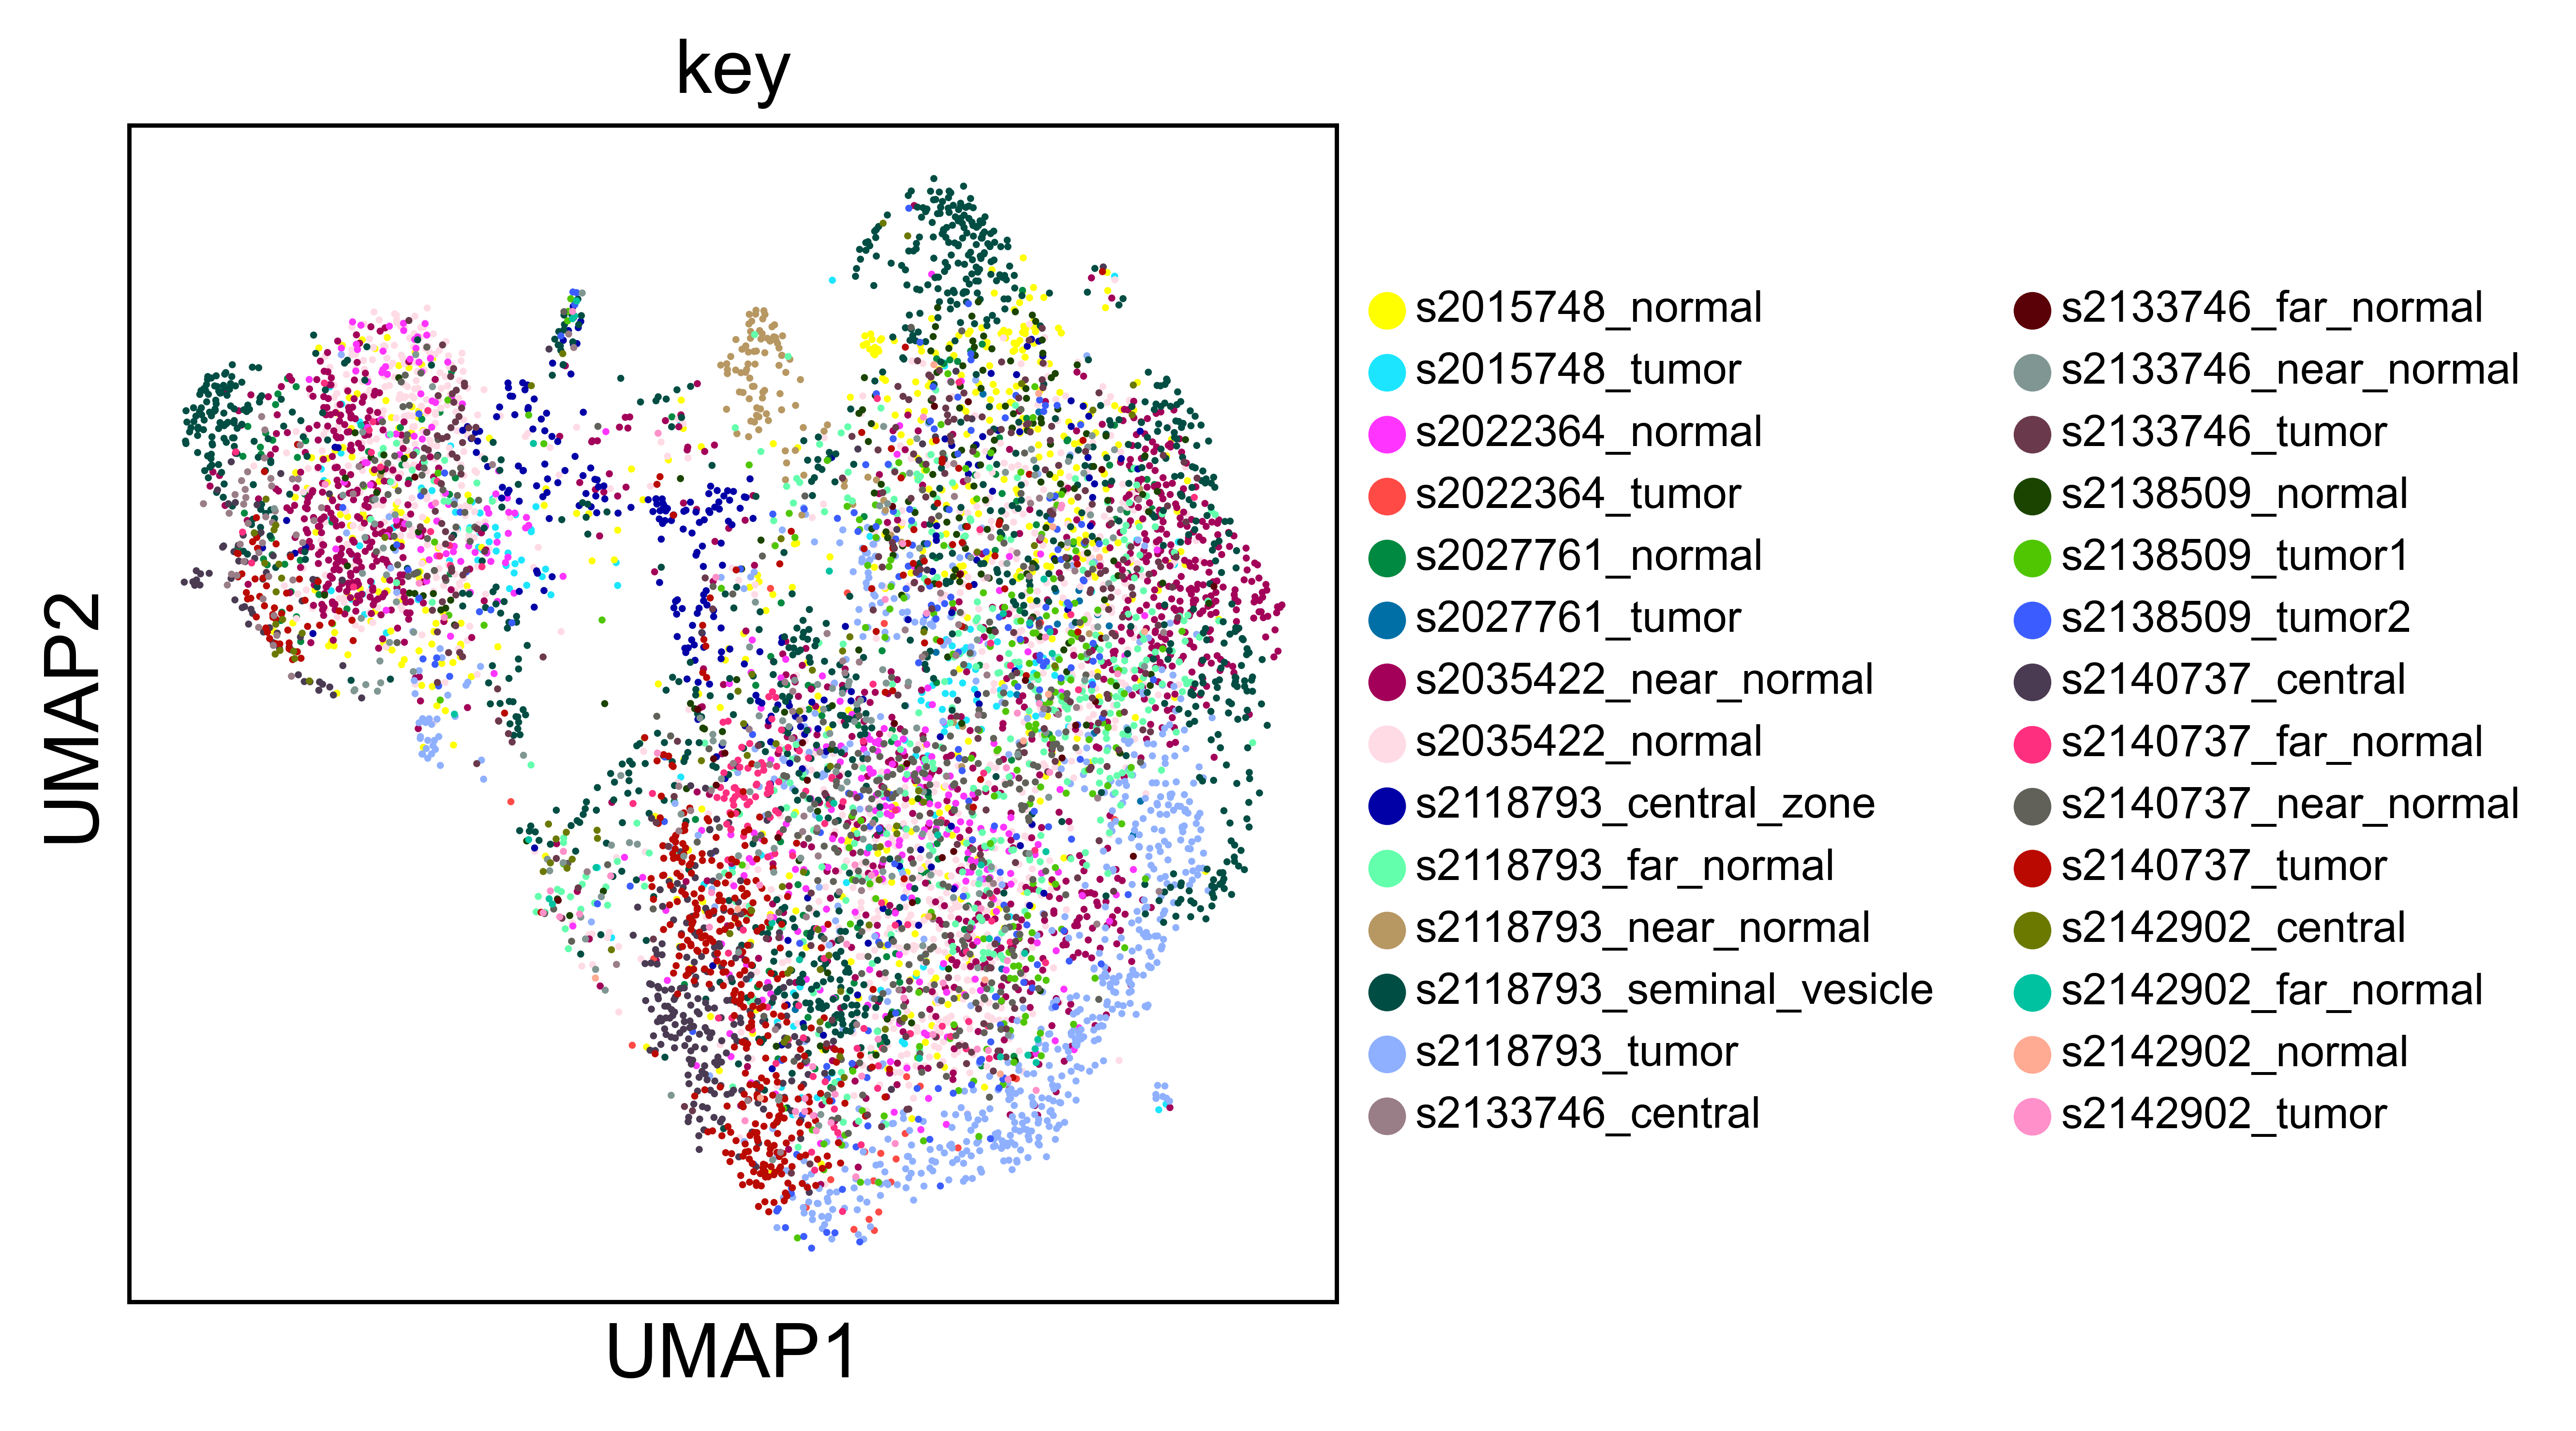 key
UMAP2
UMAP1
s2015748_normal
s2015748_tumor
s2022364_normal
s2022364_tumor
s2027761_normal
s2027761_tumor
s2035422_near_normal
s2035422_normal
s2118793_central_zone
s2118793_far_normal
s2118793_near_normal
s2118793_seminal_vesicle
s2118793_tumor
s2133746_central
s2133746_far_normal
s2133746_near_normal
s2133746_tumor
s2138509_normal
s2138509_tumor1
s2138509_tumor2
s2140737_central
s2140737_far_normal
s2140737_near_normal
s2140737_tumor
s2142902_central
s2142902_far_normal
s2142902_normal
s2142902_tumor